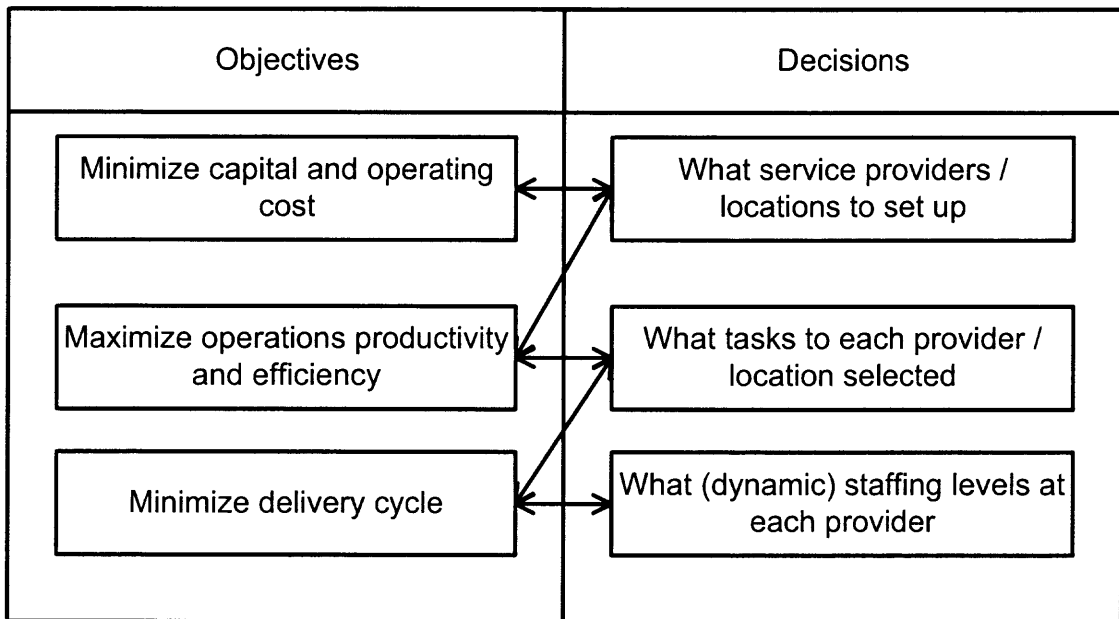 Objectives
Decisions
Minimize capital and operating
cost
What service providers /
locations to set up
Maximize operations productivity
and efficiency
What tasks to each provider /
location selected
Minimize delivery cycle
What (dynamic) staffing levels at
each provider